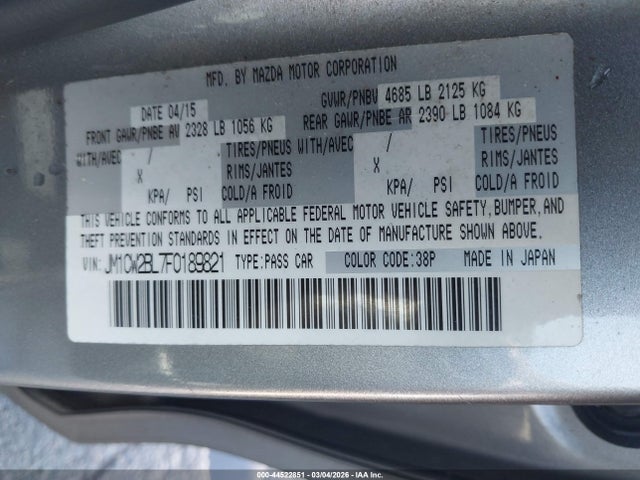 MFD. BY MAZDA MOTOR CORPORATION
DATE 04/15 GVWR/PNBV 4685 LB 2125 KG
FRONT GAWR/PNBE AV 2328 LB 1056 KG REAR GAWR/PNBE AR 2390 LB 1084 KG
WITH/AVEC / TIRES/PNEUS WITH/AVEC / TIRES/PNEUS
X RIMS/JANTES X RIMS/JANTES
KPA/ PSI COLD/A FROID KPA/ PSI COLD/A FROID
THIS VEHICLE CONFORMS TO ALL APPLICABLE FEDERAL MOTOR VEHICLE SAFETY,BUMPER,AND
THEFT PREVENTION STANDARDS IN EFFECT ON THE DATE OF MANUFACTURE SHOWN ABOVE.
VIN:JM1CW2BL7F0189821 TYPE:PASS CAR COLOR CODE:38P MADE IN JAPAN
000-44522851 - 03/04/2026 - IAA Inc.